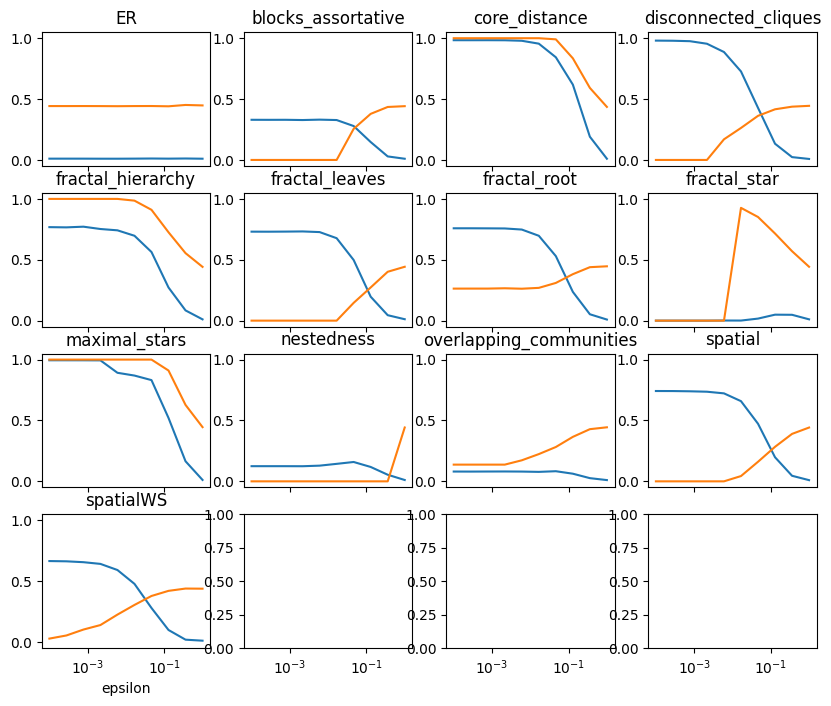 ER blocks_assortative core_distance disconnected_cliques
1.0 1.0 1.0 1.0
0.5 0.5 0.5 0.5
0.0 0.0 0.0 0.0
fractal_hierarchy fractal_leaves fractal_root fractal_star
1.0 1.0 1.0 1.0
0.5 0.5 0.5 0.5
0.0 0.0 0.0 0.0
maximal_stars nestedness overlapping_communities spatial
1.0 1.0 1.0 1.0
0.5 0.5 0.5 0.5
0.0 0.0 0.0 0.0
spatialWS
1.0 1.00 1.00 1.00
0.75 0.75 0.75
0.5 0.50 0.50 0.50
0.25 0.25 0.25
0.0 0.00 0.00 0.00
10⁻³ 10⁻¹ 10⁻³ 10⁻¹ 10⁻³ 10⁻¹ 10⁻³ 10⁻¹
epsilon